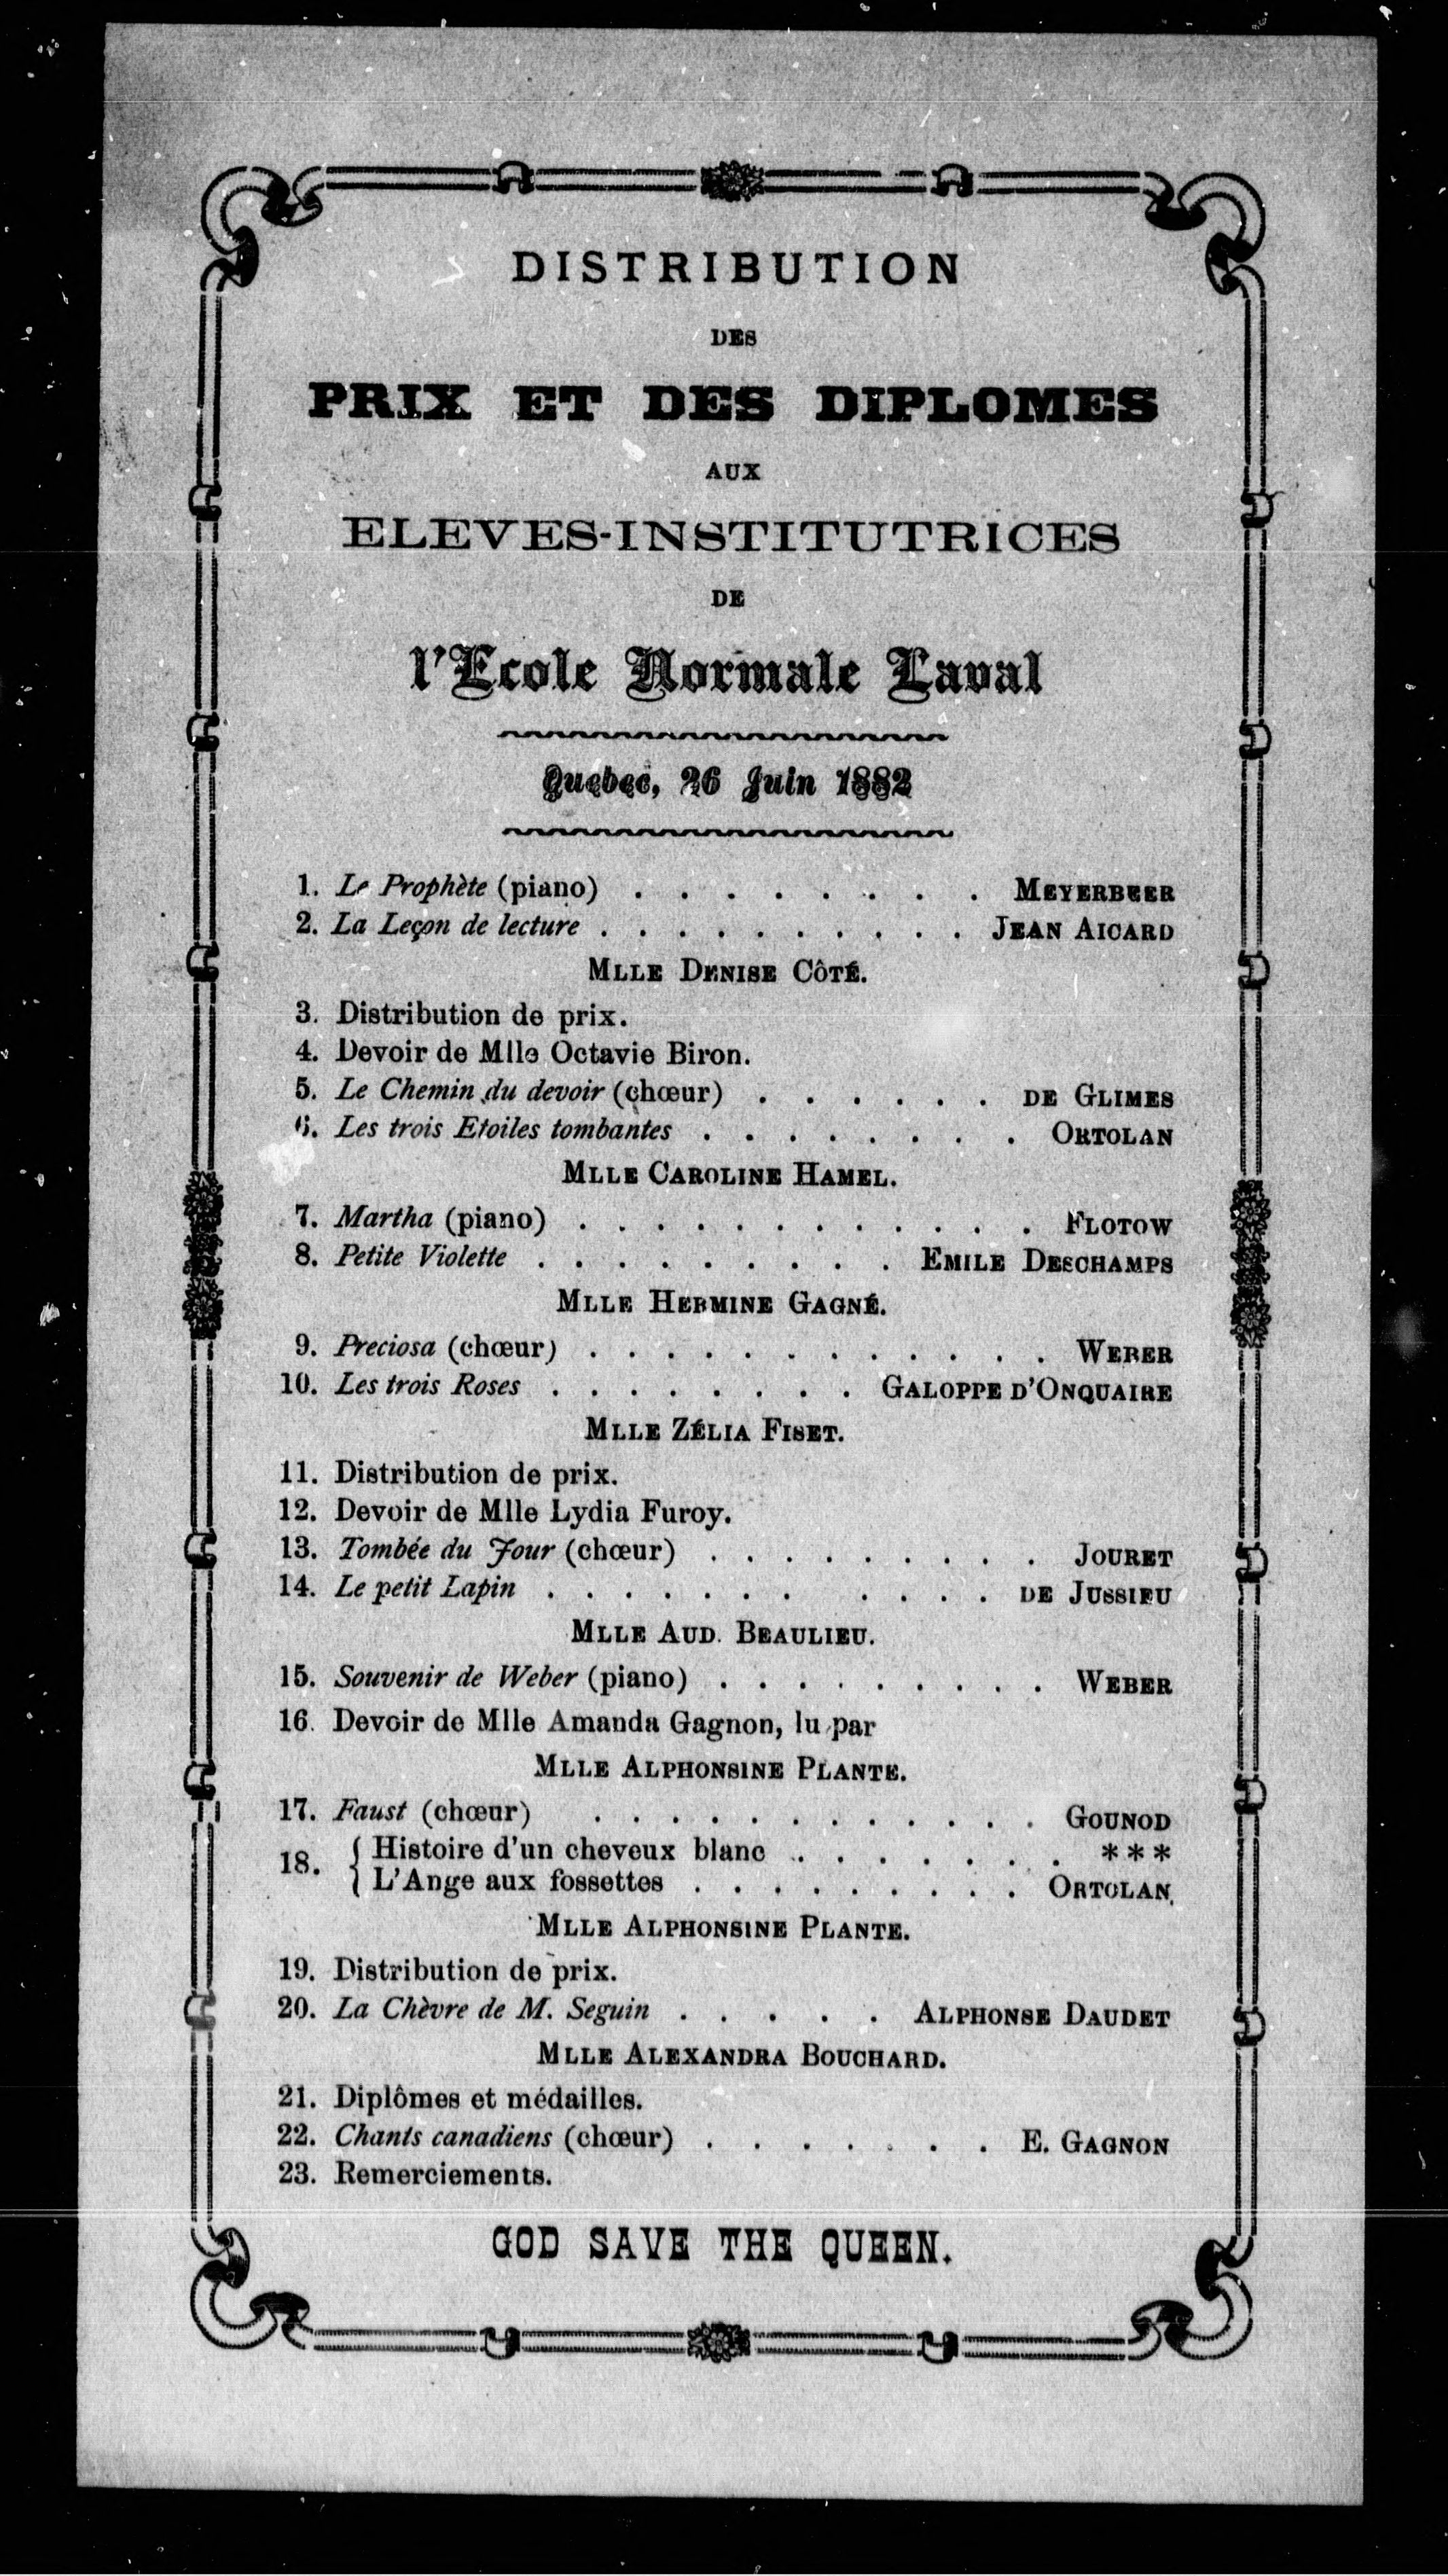 DISTRIBUTION
DES
PRIX ET DES DIPLOMES
AUX
ELEVES-INSTITUTRICES
DE
l'Ecole Normale Laval
Quebec, 26 Juin 1882
1. Le Prophète (piano) . . . . . . . . MEYERBEER
2. La Leçon de lecture . . . . . . . . . . JEAN AICARD
MLLE DENISE CÔTÉ.
3. Distribution de prix.
4. Devoir de Mlle Octavie Biron.
5. Le Chemin du devoir (chœur) . . . . . . DE GLIMES
6. Les trois Etoiles tombantes . . . . . . . . ORTOLAN
MLLE CAROLINE HAMEL.
7. Martha (piano) . . . . . . . . . . . . FLOTOW
8. Petite Violette . . . . . . . . . EMILE DESCHAMPS
MLLE HERMINE GAGNÉ.
9. Preciosa (chœur) . . . . . . . . . . . . WEBER
10. Les trois Roses . . . . . . . . GALOPPE D'ONQUAIRE
MLLE ZÉLIA FISET.
11. Distribution de prix.
12. Devoir de Mlle Lydia Furoy.
13. Tombée du Jour (chœur) . . . . . . . . . JOURET
14. Le petit Lapin . . . . . . . . . . . DE JUSSIEU
MLLE AUD. BEAULIEU.
15. Souvenir de Weber (piano) . . . . . . . . . WEBER
16. Devoir de Mlle Amanda Gagnon, lu par
MLLE ALPHONSINE PLANTE.
17. Faust (chœur) . . . . . . . . . . . . GOUNOD
18. { Histoire d'un cheveux blanc . . . . . . . ***
{ L'Ange aux fossettes . . . . . . . . . ORTOLAN
MLLE ALPHONSINE PLANTE.
19. Distribution de prix.
20. La Chèvre de M. Seguin . . . . . ALPHONSE DAUDET
MLLE ALEXANDRA BOUCHARD.
21. Diplômes et médailles.
22. Chants canadiens (chœur) . . . . . . . E. GAGNON
23. Remerciements.
GOD SAVE THE QUEEN.